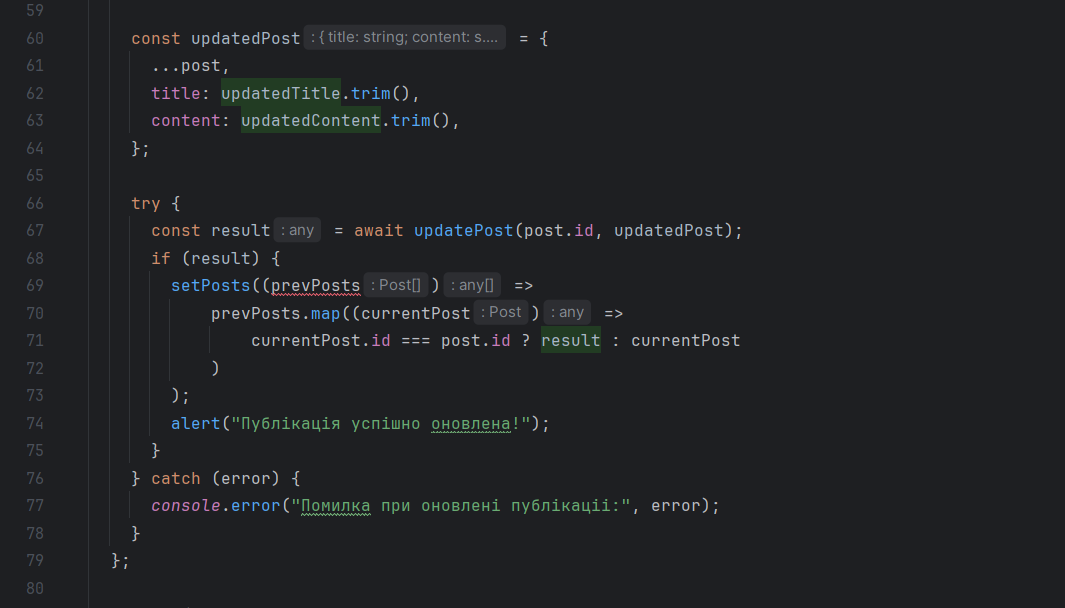 59
60 const updatedPost : { title: string; content: s.... = {
61 ...post,
62 title: updatedTitle.trim(),
63 content: updatedContent.trim(),
64 };
65
66 try {
67 const result : any = await updatePost(post.id, updatedPost);
68 if (result) {
69 setPosts((prevPosts : Post[] ) : any[] =>
70 prevPosts.map((currentPost : Post ) : any =>
71 currentPost.id === post.id ? result : currentPost
72 )
73 );
74 alert("Публікація успішно оновлена!");
75 }
76 } catch (error) {
77 console.error("Помилка при оновлені публікаціі:", error);
78 }
79 };
80